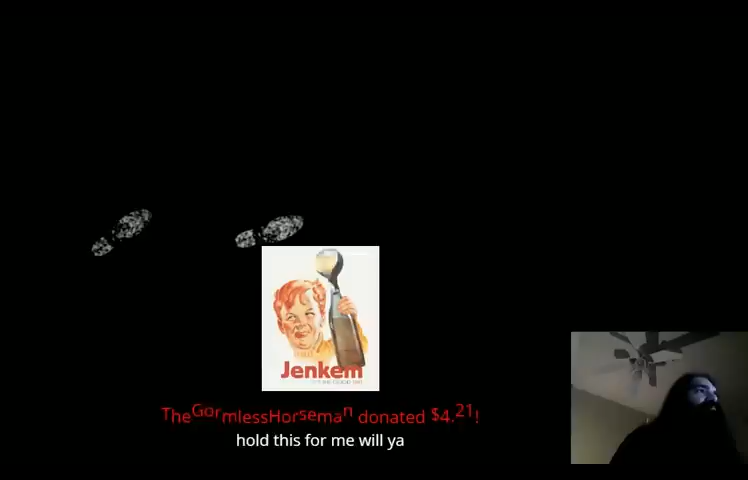 Jenkem
TheGormlessHorseman donated $4.21!
hold this for me will ya